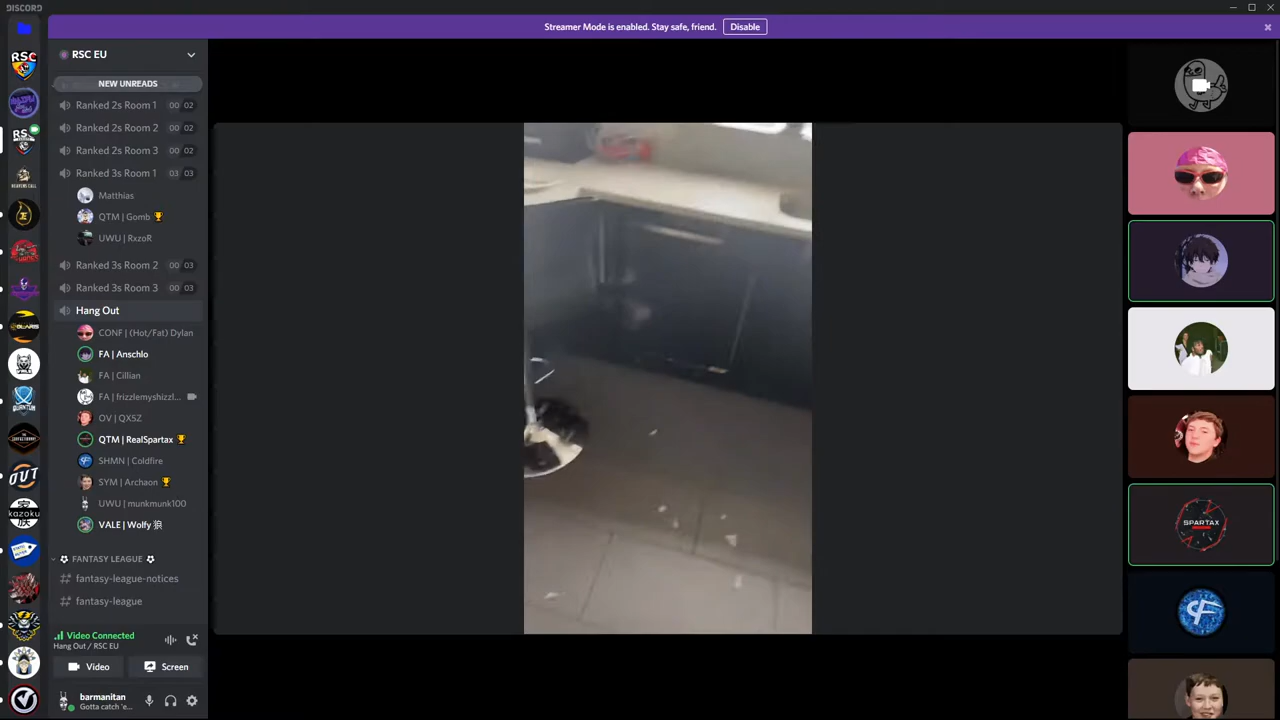 DISCORD
Streamer Mode is enabled. Stay safe, friend.
Disable
RSC
RSC EU
NEW UNREADS
Ranked 2s Room 1 00 02
Ranked 2s Room 2 00 02
Ranked 2s Room 3 00 02
Ranked 3s Room 1 03 03
Matthias
QTM | Gomb
UWU | RxzoR
Ranked 3s Room 2 00 03
Ranked 3s Room 3 00 03
Hang Out
CONF | (Hot/Fat) Dylan
FA | Anschlo
FA | Cillian
FA | frizzlemyshizzl...
OV | QX5Z
QTM | RealSpartax
SHMN | Coldfire
SYM | Archaon
UWU | munkmunk100
VALE | Wolfy 狼
FANTASY LEAGUE
# fantasy-league-notices
# fantasy-league
Video Connected
Hang Out / RSC EU
Video
Screen
barmanitan
Gotta catch 'e...
OUT
kazoku
SPARTAX